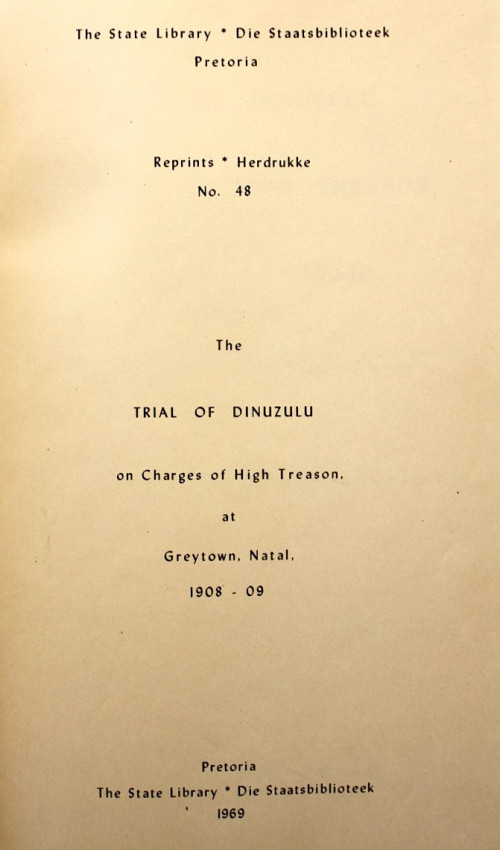 The State Library * Die Staatsbiblioteek
Pretoria
Reprints * Herdrukke
No. 48
The
TRIAL OF DINUZULU
on Charges of High Treason,
at
Greytown, Natal,
1908 - 09
Pretoria
The State Library * Die Staatsbiblioteek
1969